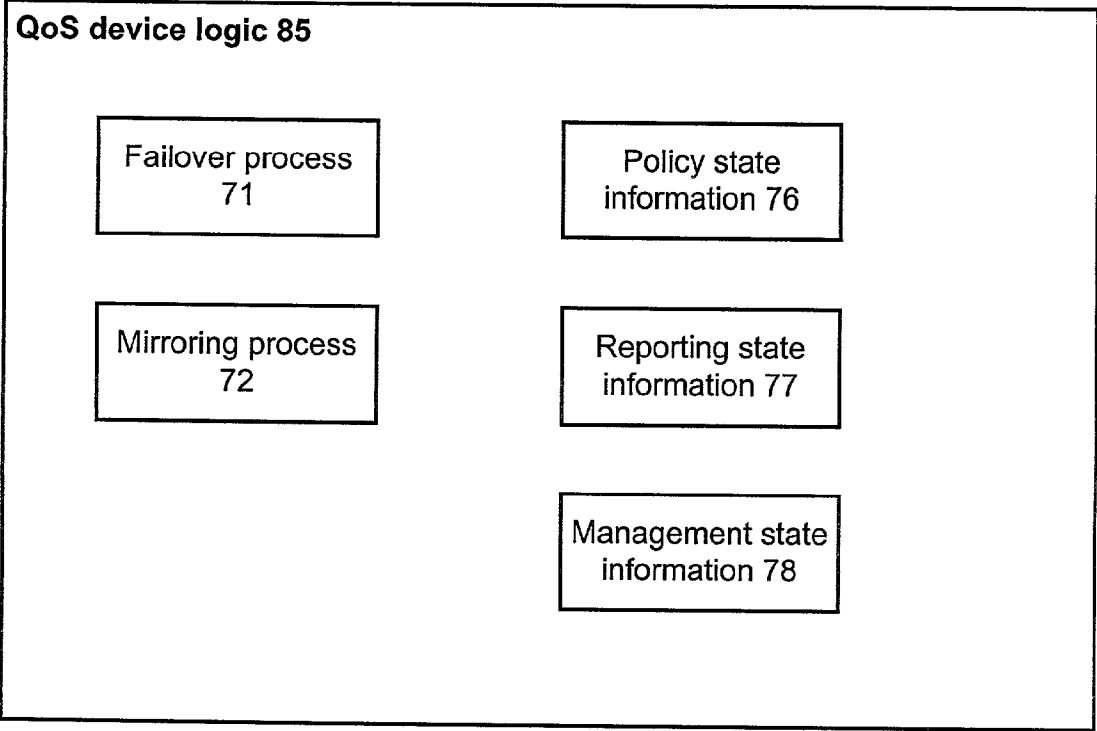 QoS device logic 85
Failover process
71
Policy state
information 76
Mirroring process
72
Reporting state
information 77
Management state
information 78